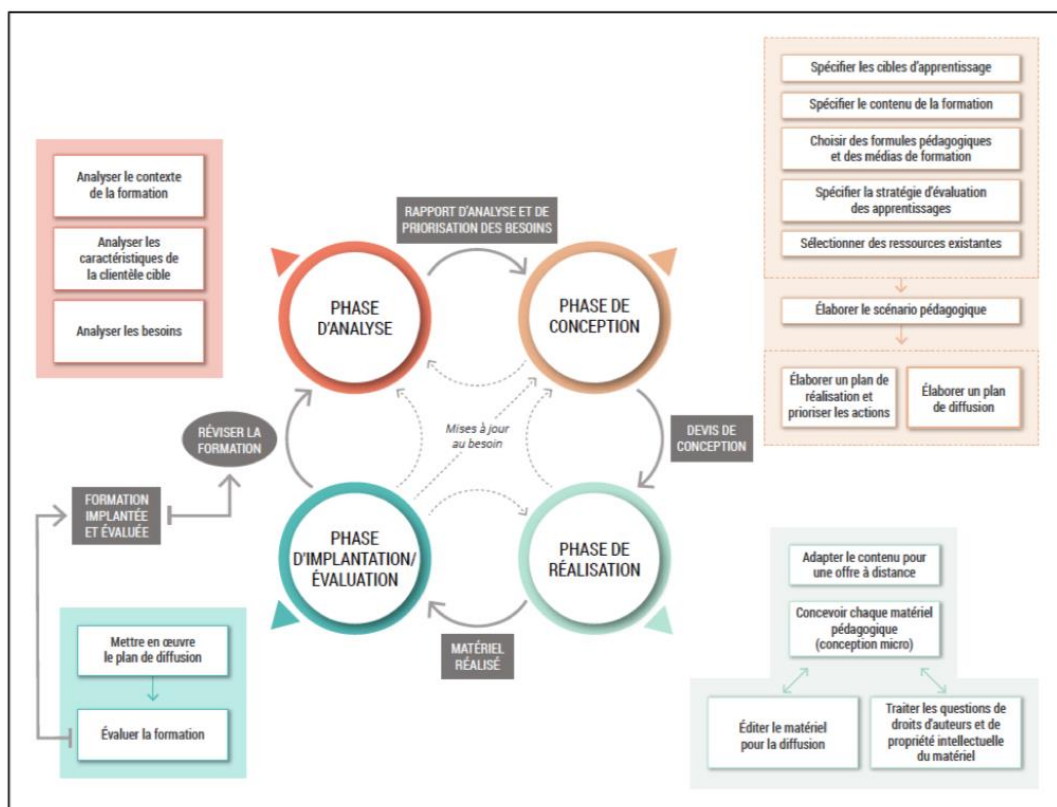 Analyser le contexte
de la formation
Analyser les
caractéristiques de
la clientèle cible
Analyser les besoins
RAPPORT D'ANALYSE ET DE
PRIORISATION DES BESOINS
PHASE
D'ANALYSE
PHASE DE
CONCEPTION
Spécifier les cibles d'apprentissage
Spécifier le contenu de la formation
Choisir des formules pédagogiques
et des médias de formation
Spécifier la stratégie d'évaluation
des apprentissages
Sélectionner des ressources existantes
Élaborer le scénario pédagogique
Élaborer un plan de
réalisation et
prioriser les actions
Élaborer un plan
de diffusion
RÉVISER LA
FORMATION
Mises à jour
au besoin
DEVIS DE
CONCEPTION
FORMATION
IMPLANTÉE
ET ÉVALUÉE
PHASE
D'IMPLANTATION/
ÉVALUATION
PHASE DE
RÉALISATION
MATÉRIEL
RÉALISÉ
Mettre en œuvre
le plan de diffusion
Évaluer la formation
Adapter le contenu pour
une offre à distance
Concevoir chaque matériel
pédagogique
(conception micro)
Éditer le matériel
pour la diffusion
Traiter les questions de
droits d'auteurs et de
propriété intellectuelle
du matériel